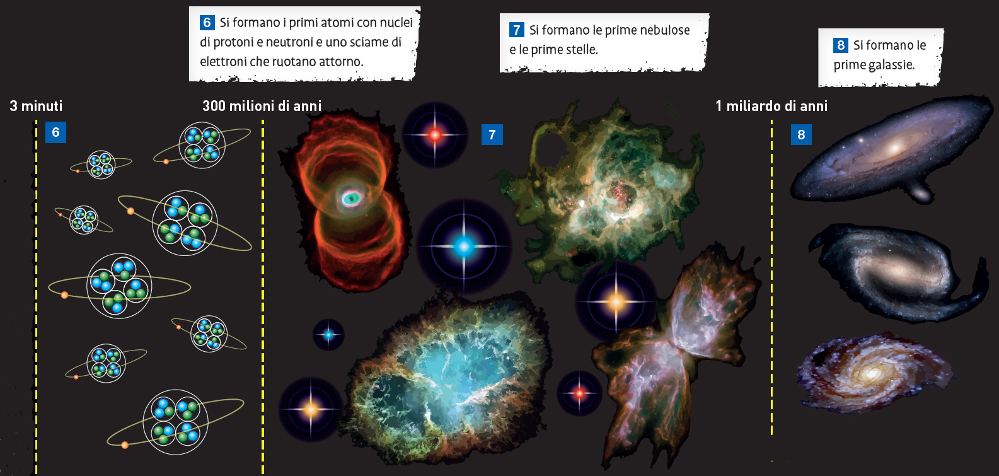 6 Si formano i primi atomi con nuclei
di protoni e neutroni e uno sciame di
elettroni che ruotano attorno.
7 Si formano le prime nebulose
e le prime stelle.
8 Si formano le
prime galassie.
3 minuti
300 milioni di anni
1 miliardo di anni
6
7
8